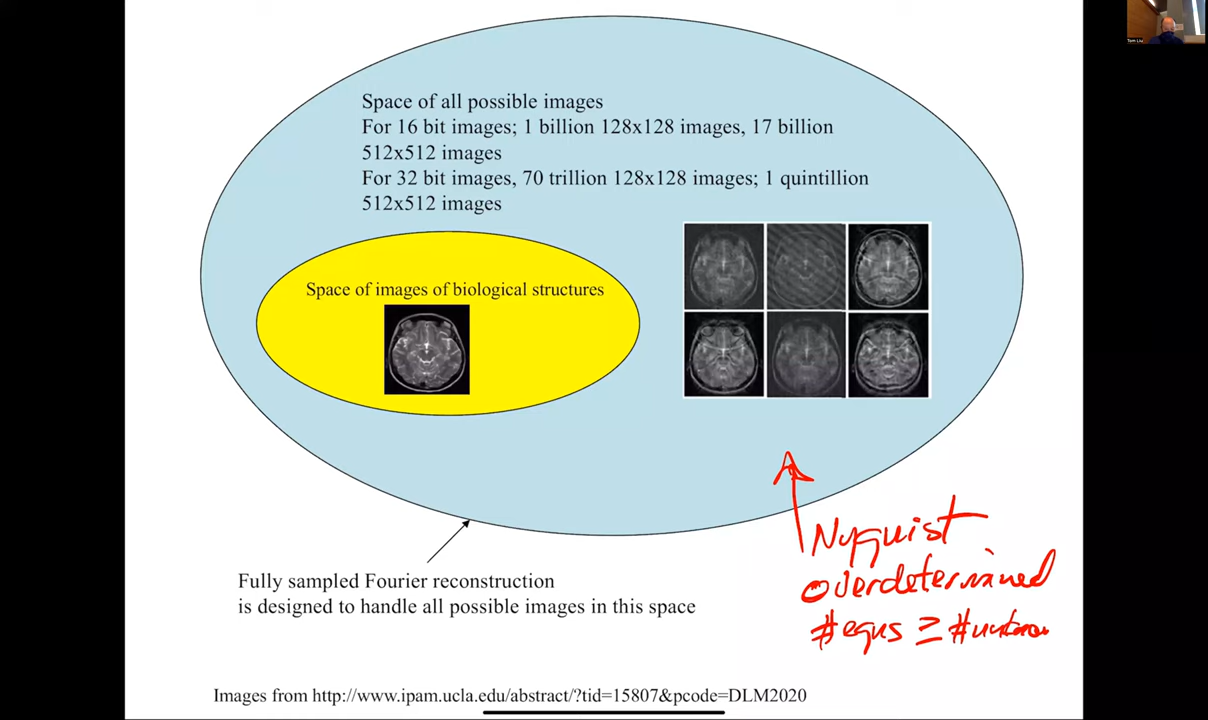 Tom Liu
Space of all possible images
For 16 bit images; 1 billion 128x128 images, 17 billion
512x512 images
For 32 bit images, 70 trillion 128x128 images; 1 quintillion
512x512 images
Space of images of biological structures
Nyquist
overdetermined
#eqns ≥ #
Fully sampled Fourier reconstruction
is designed to handle all possible images in this space
Images from http://www.ipam.ucla.edu/abstract/?tid=15807&pcode=DLM2020